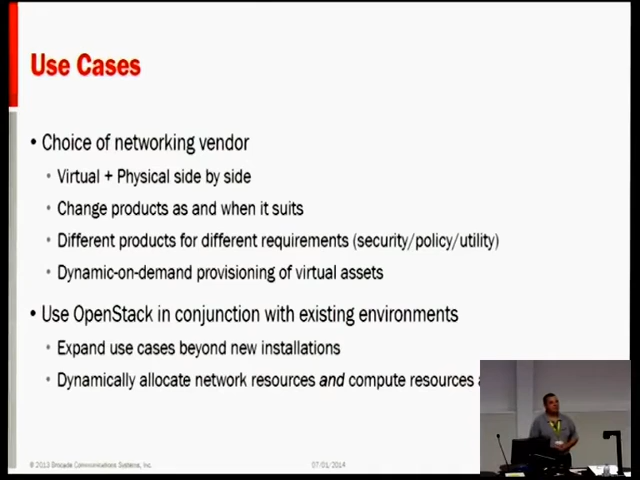 Use Cases
• Choice of networking vendor
• Virtual + Physical side by side
• Change products as and when it suits
• Different products for different requirements (security/policy/utility)
• Dynamic-on-demand provisioning of virtual assets
• Use OpenStack in conjunction with existing environments
• Expand use cases beyond new installations
• Dynamically allocate network resources and compute resources
© 2013 Brocade Communications Systems, Inc.
07/01/2014